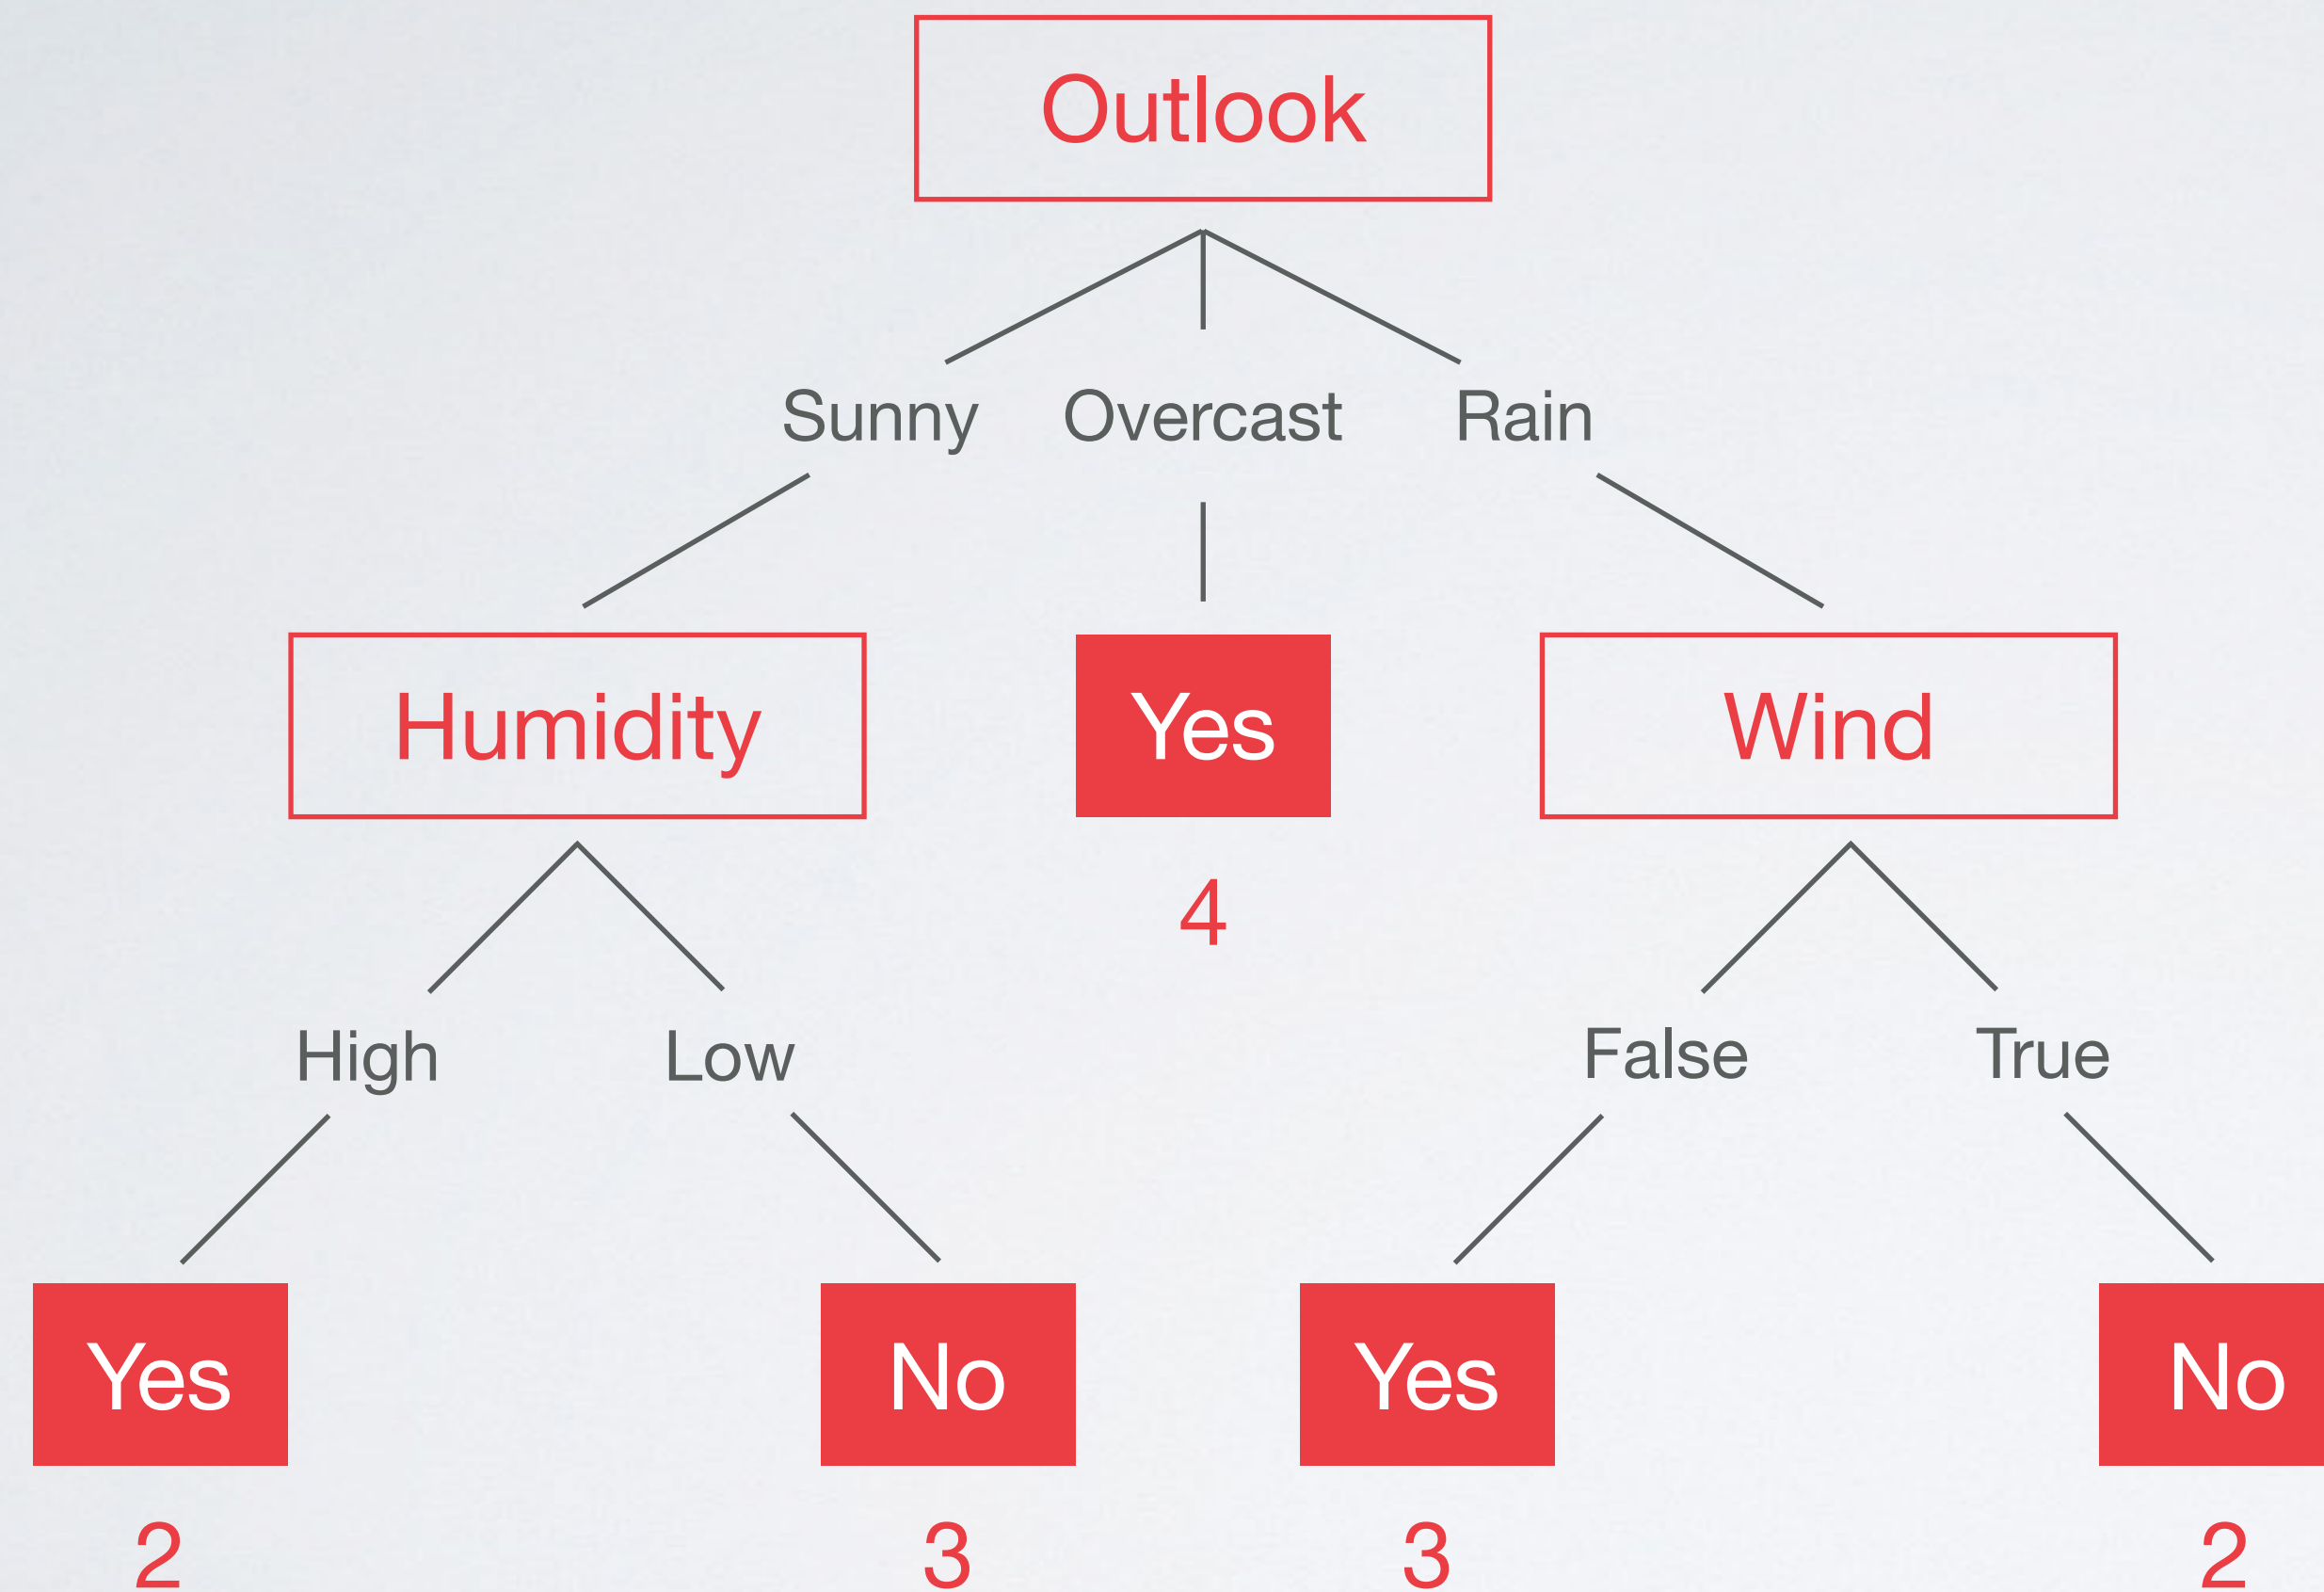 Outlook
Sunny Overcast Rain
Humidity Yes Wind
4
High Low False True
Yes No Yes No
2 3 3 2